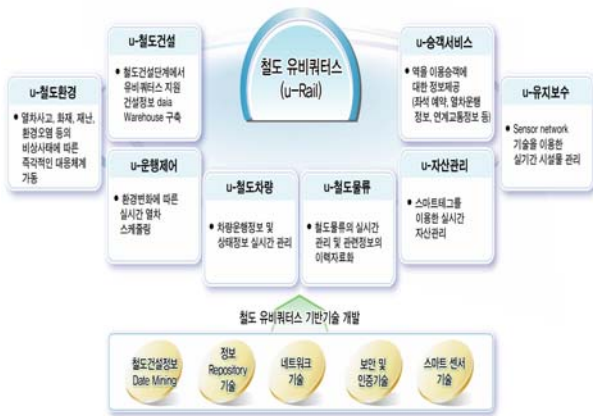 철도 유비쿼터스
(u-Rail)
u-철도건설
• 철도건설단계에서
유비쿼터스 지원
건설정보 daia
Warehouse 구축
u-승객서비스
• 역을 이용승객에
대한 정보제공
(좌석 예약, 열차운행
정보, 연계교통정보 등)
u-철도환경
• 열차사고, 화재, 재난,
환경오염 등의
비상사태에 따른
즉각적인 대응체계
가동
u-유지보수
• Sensor network
기술을 이용한
실기간 시설물 관리
u-운행제어
• 환경변화에 따른
실시간 열차
스케줄링
u-철도차량
• 차량운행정보 및
상태정보 실시간 관리
u-철도물류
• 철도물류의 실시간
관리 및 관련정보의
이력자료화
u-자산관리
• 스마트테그를
이용한 실시간
자산관리
철도 유비쿼터스 기반기술 개발
철도건설정보
Date Mining
정보
Repository
기술
네트워크
기술
보안 및
인증기술
스마트 센서
기술